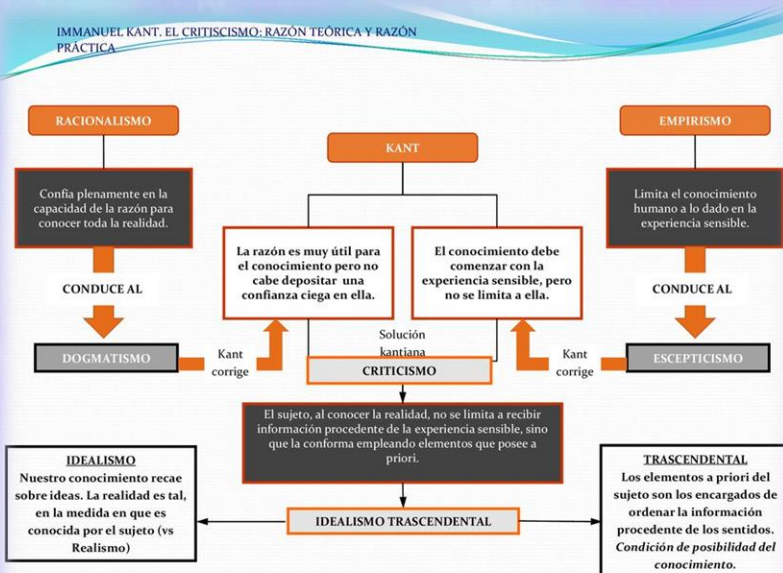 IMMANUEL KANT. EL CRITISCISMO: RAZÓN TEÓRICA Y RAZÓN
PRÁCTICA
RACIONALISMO
Confía plenamente en la
capacidad de la razón para
conocer toda la realidad.
CONDUCE AL
DOGMATISMO
Kant
corrige
KANT
La razón es muy útil para
el conocimiento pero no
cabe depositar una
confianza ciega en ella.
El conocimiento debe
comenzar con la
experiencia sensible, pero
no se limita a ella.
EMPIRISMO
Limita el conocimiento
humano a lo dado en la
experiencia sensible.
CONDUCE AL
ESCEPTICISMO
Kant
corrige
Solución
kantiana
CRITICISMO
El sujeto, al conocer la realidad, no se limita a recibir
información procedente de la experiencia sensible, sino
que la conforma empleando elementos que posee a
priori.
IDEALISMO TRASCENDENTAL
IDEALISMO
Nuestro conocimiento recae
sobre ideas. La realidad es tal,
en la medida en que es
conocida por el sujeto (vs
Realismo)
TRASCENDENTAL
Los elementos a priori del
sujeto son los encargados de
ordenar la información
procedente de los sentidos.
Condición de posibilidad del
conocimiento.